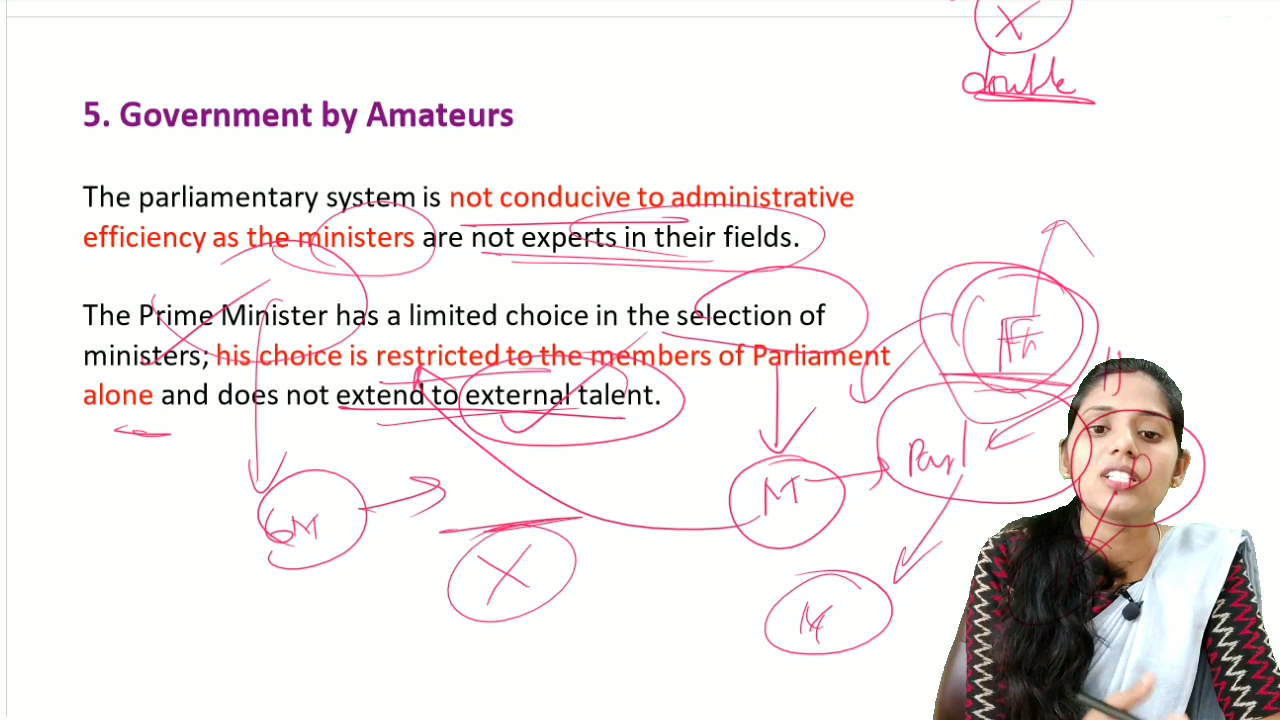 double
5. Government by Amateurs
The parliamentary system is not conducive to administrative
efficiency as the ministers are not experts in their fields.
The Prime Minister has a limited choice in the selection of
ministers; his choice is restricted to the members of Parliament
alone and does not extend to external talent.
Parl